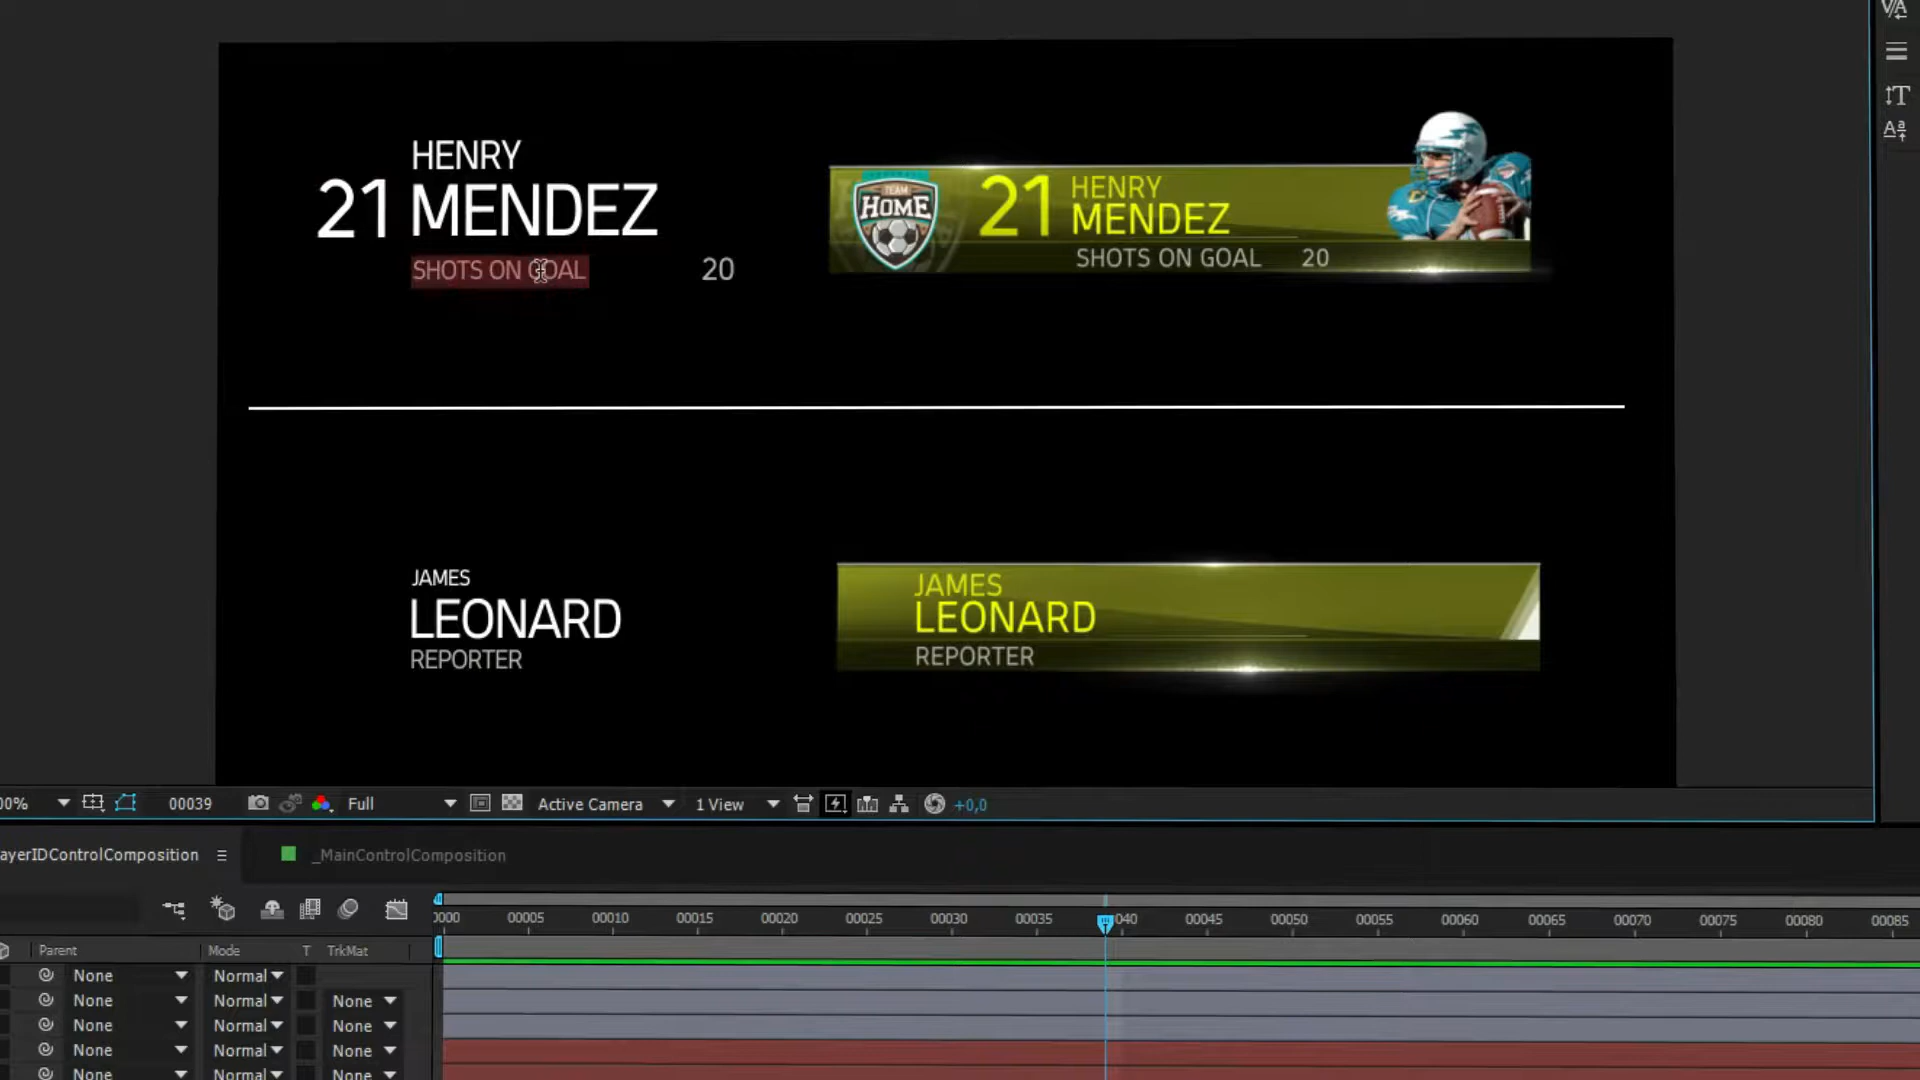 HENRY
21 MENDEZ
SHOTS ON GOAL 20
TEAM
HOME
21 HENRY
MENDEZ
SHOTS ON GOAL 20
JAMES
LEONARD
REPORTER
JAMES
LEONARD
REPORTER
00% 00039 Full Active Camera 1 View +0,0
ayerIDControlComposition _MainControlComposition
0000 00005 00010 00015 00020 00025 00030 00035 040 00045 00050 00055 00060 00065 00070 00075 00080 00085
Parent Mode T TrkMat
None Normal
None Normal None
None Normal None
None Normal None
None Normal None